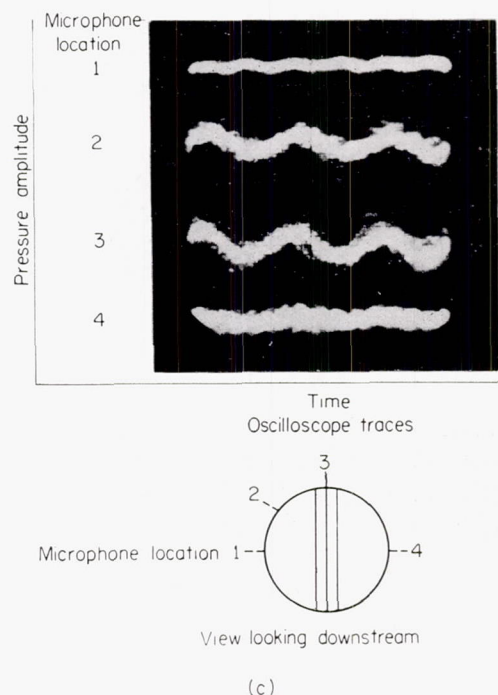 Microphone
location
1
2
3
4
Pressure amplitude
Time
Oscilloscope traces
3
2
Microphone location 1
4
View looking downstream
(c)